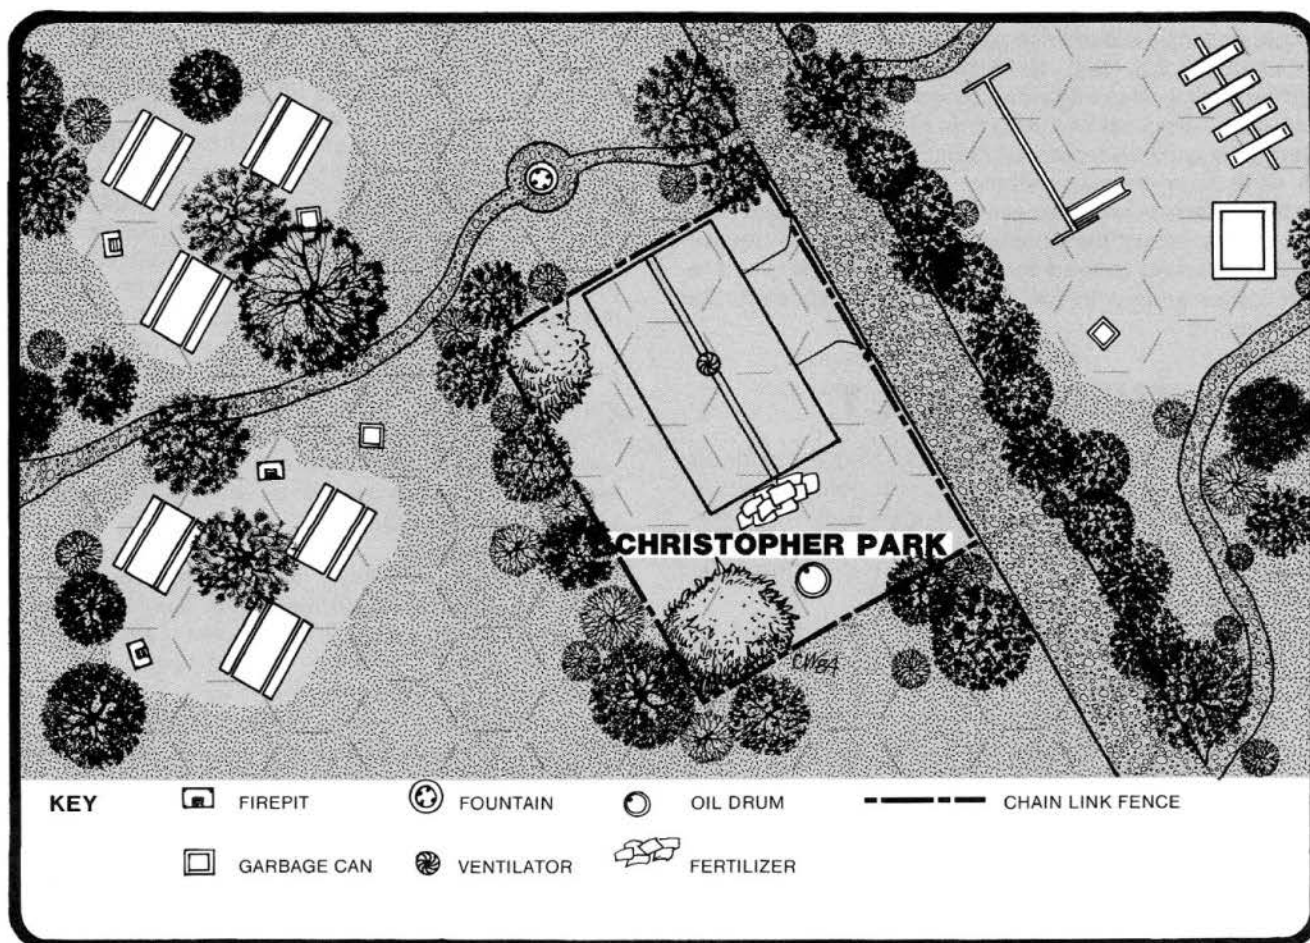 CHRISTOPHER PARK
CW84
KEY
FIREPIT
FOUNTAIN
OIL DRUM
CHAIN LINK FENCE
GARBAGE CAN
VENTILATOR
FERTILIZER